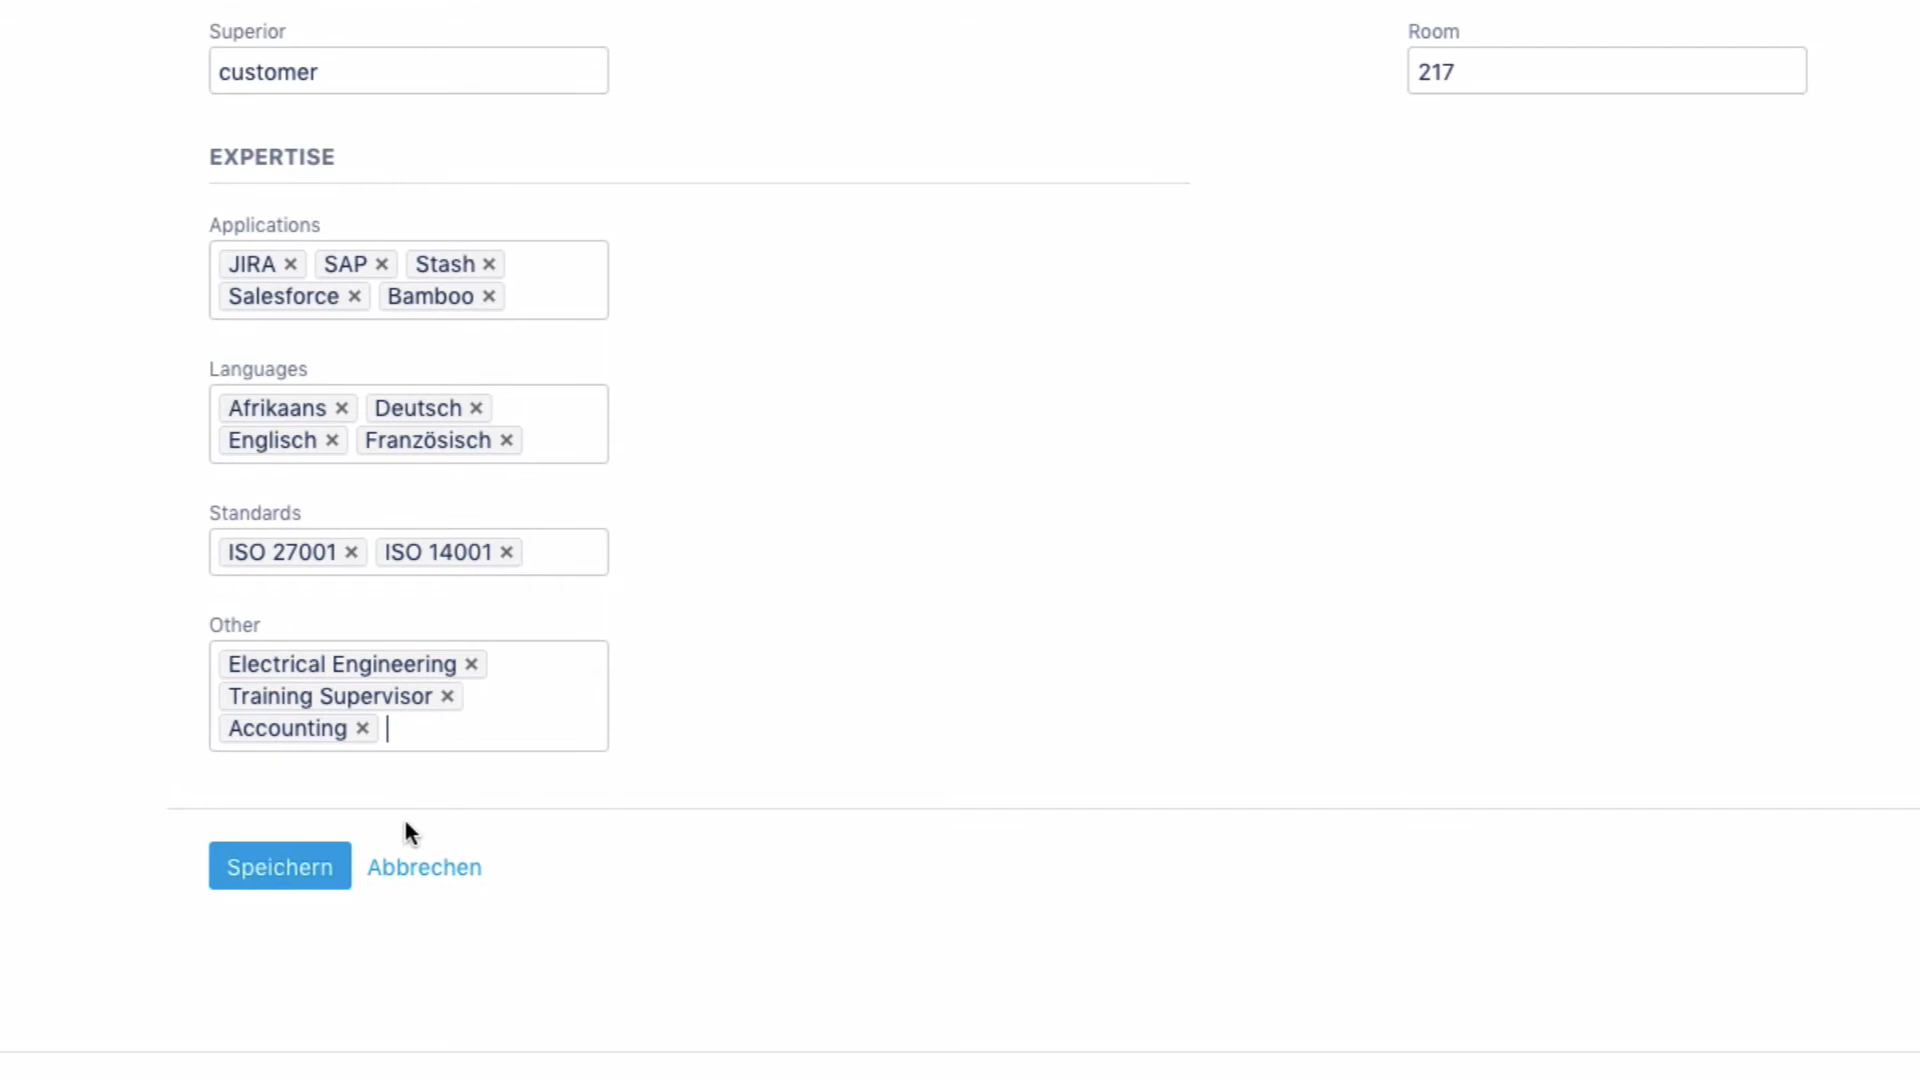 Superior
Room
customer
217
EXPERTISE
Applications
JIRA × SAP × Stash ×
Salesforce × Bamboo ×
Languages
Afrikaans × Deutsch ×
Englisch × Französisch ×
Standards
ISO 27001 × ISO 14001 ×
Other
Electrical Engineering ×
Training Supervisor ×
Accounting ×
Speichern Abbrechen